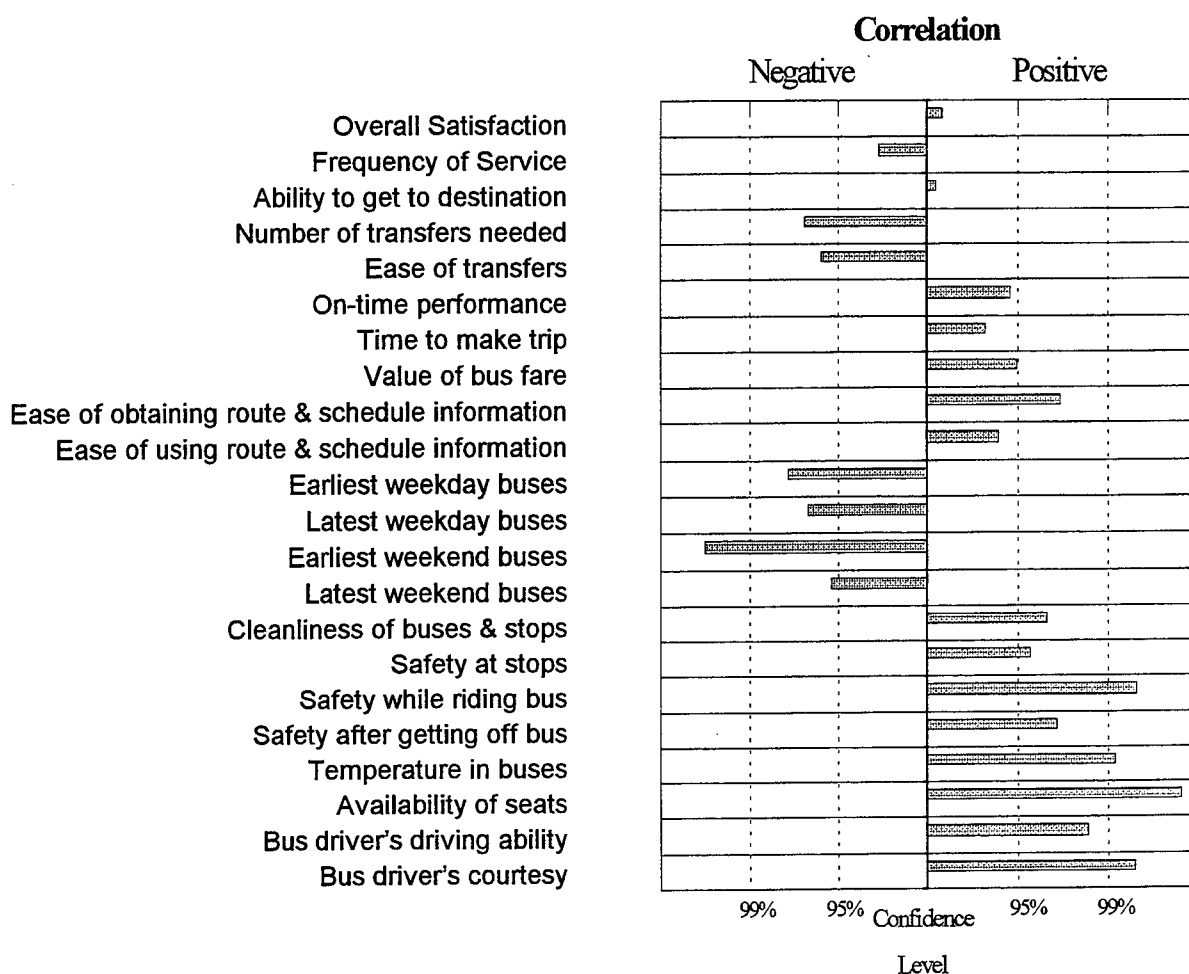 Correlation
Negative Positive
Overall Satisfaction
Frequency of Service
Ability to get to destination
Number of transfers needed
Ease of transfers
On-time performance
Time to make trip
Value of bus fare
Ease of obtaining route & schedule information
Ease of using route & schedule information
Earliest weekday buses
Latest weekday buses
Earliest weekend buses
Latest weekend buses
Cleanliness of buses & stops
Safety at stops
Safety while riding bus
Safety after getting off bus
Temperature in buses
Availability of seats
Bus driver's driving ability
Bus driver's courtesy
99% 95% Confidence 95% 99%
Level